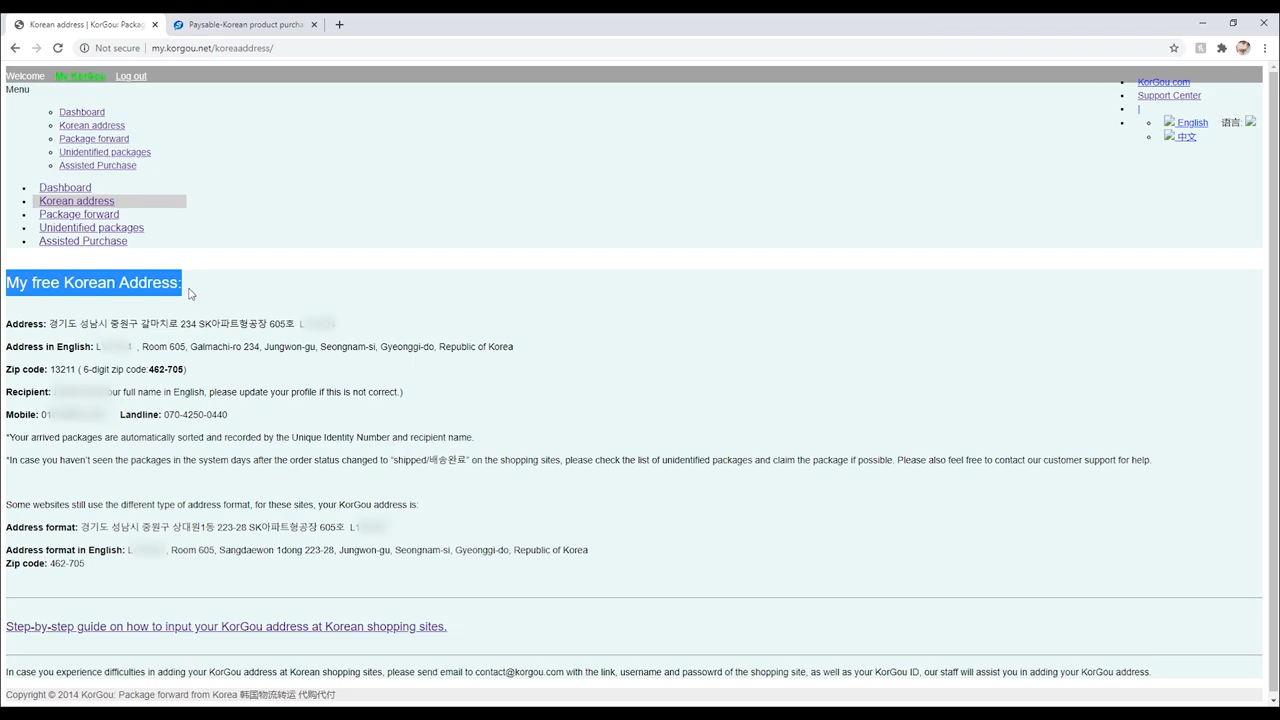 Korean address | KorGou: Packag
Paysable-Korean product purcha
Not secure | my.korgou.net/koreaaddress/
Welcome My KorGou Log out
Menu
Dashboard
Korean address
Package forward
Unidentified packages
Assisted Purchase
KorGou.com
Support Center
|
English 语言:
中文
Dashboard
Korean address
Package forward
Unidentified packages
Assisted Purchase
My free Korean Address:
Address: 경기도 성남시 중원구 갈마치로 234 SK아파트형공장 605호 L
Address in English: L , Room 605, Galmachi-ro 234, Jungwon-gu, Seongnam-si, Gyeonggi-do, Republic of Korea
Zip code: 13211 ( 6-digit zip code:462-705)
Recipient: our full name in English, please update your profile if this is not correct.)
Mobile: 01 Landline: 070-4250-0440
*Your arrived packages are automatically sorted and recorded by the Unique Identity Number and recipient name.
*In case you haven't seen the packages in the system days after the order status changed to “shipped/배송완료” on the shopping sites, please check the list of unidentified packages and claim the package if possible. Please also feel free to contact our customer support for help.
Some websites still use the different type of address format, for these sites, your KorGou address is:
Address format: 경기도 성남시 중원구 상대원1동 223-28 SK아파트형공장 605호 L1
Address format in English: L , Room 605, Sangdaewon 1dong 223-28, Jungwon-gu, Seongnam-si, Gyeonggi-do, Republic of Korea
Zip code: 462-705
Step-by-step guide on how to input your KorGou address at Korean shopping sites.
In case you experience difficulties in adding your KorGou address at Korean shopping sites, please send email to contact@korgou.com with the link, username and passowrd of the shopping site, as well as your KorGou ID, our staff will assist you in adding your KorGou address.
Copyright © 2014 KorGou: Package forward from Korea 韩国物流转运 代购代付